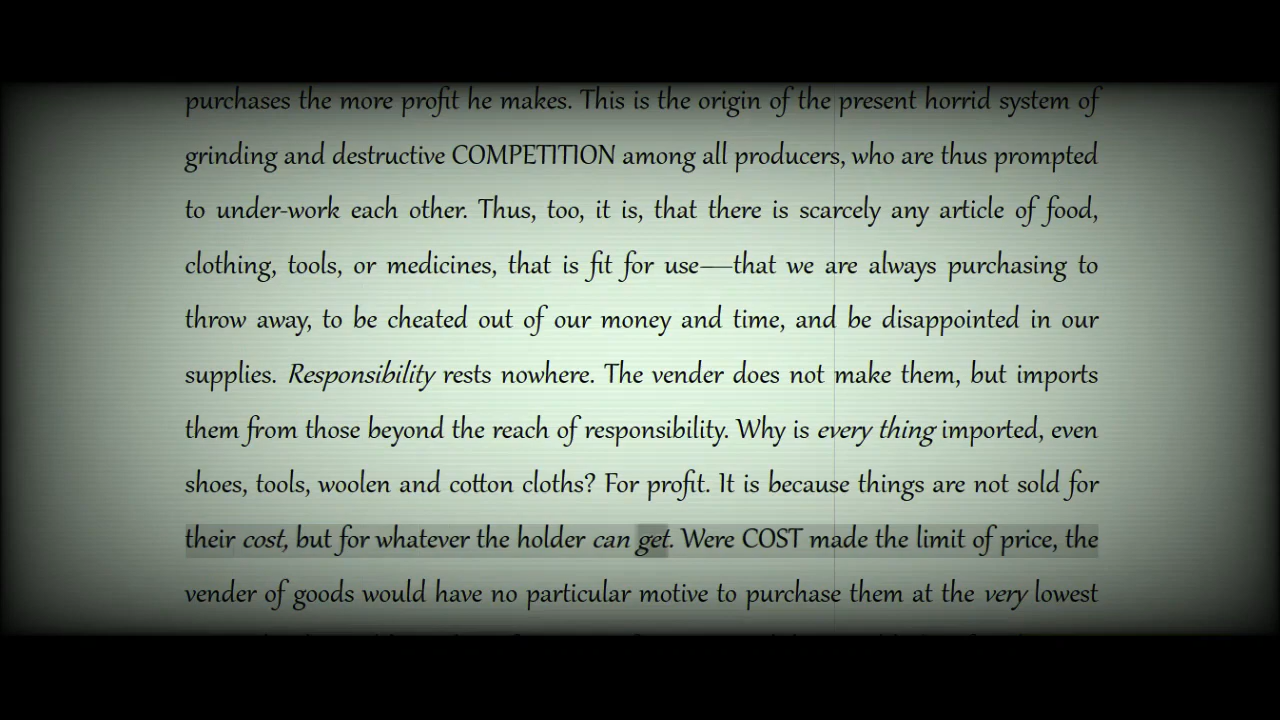 purchases the more profit he makes. This is the origin of the present horrid system of
grinding and destructive COMPETITION among all producers, who are thus prompted
to under-work each other. Thus, too, it is, that there is scarcely any article of food,
clothing, tools, or medicines, that is fit for use—that we are always purchasing to
throw away, to be cheated out of our money and time, and be disappointed in our
supplies. Responsibility rests nowhere. The vender does not make them, but imports
them from those beyond the reach of responsibility. Why is every thing imported, even
shoes, tools, woolen and cotton cloths? For profit. It is because things are not sold for
their cost, but for whatever the holder can get. Were COST made the limit of price, the
vender of goods would have no particular motive to purchase them at the very lowest